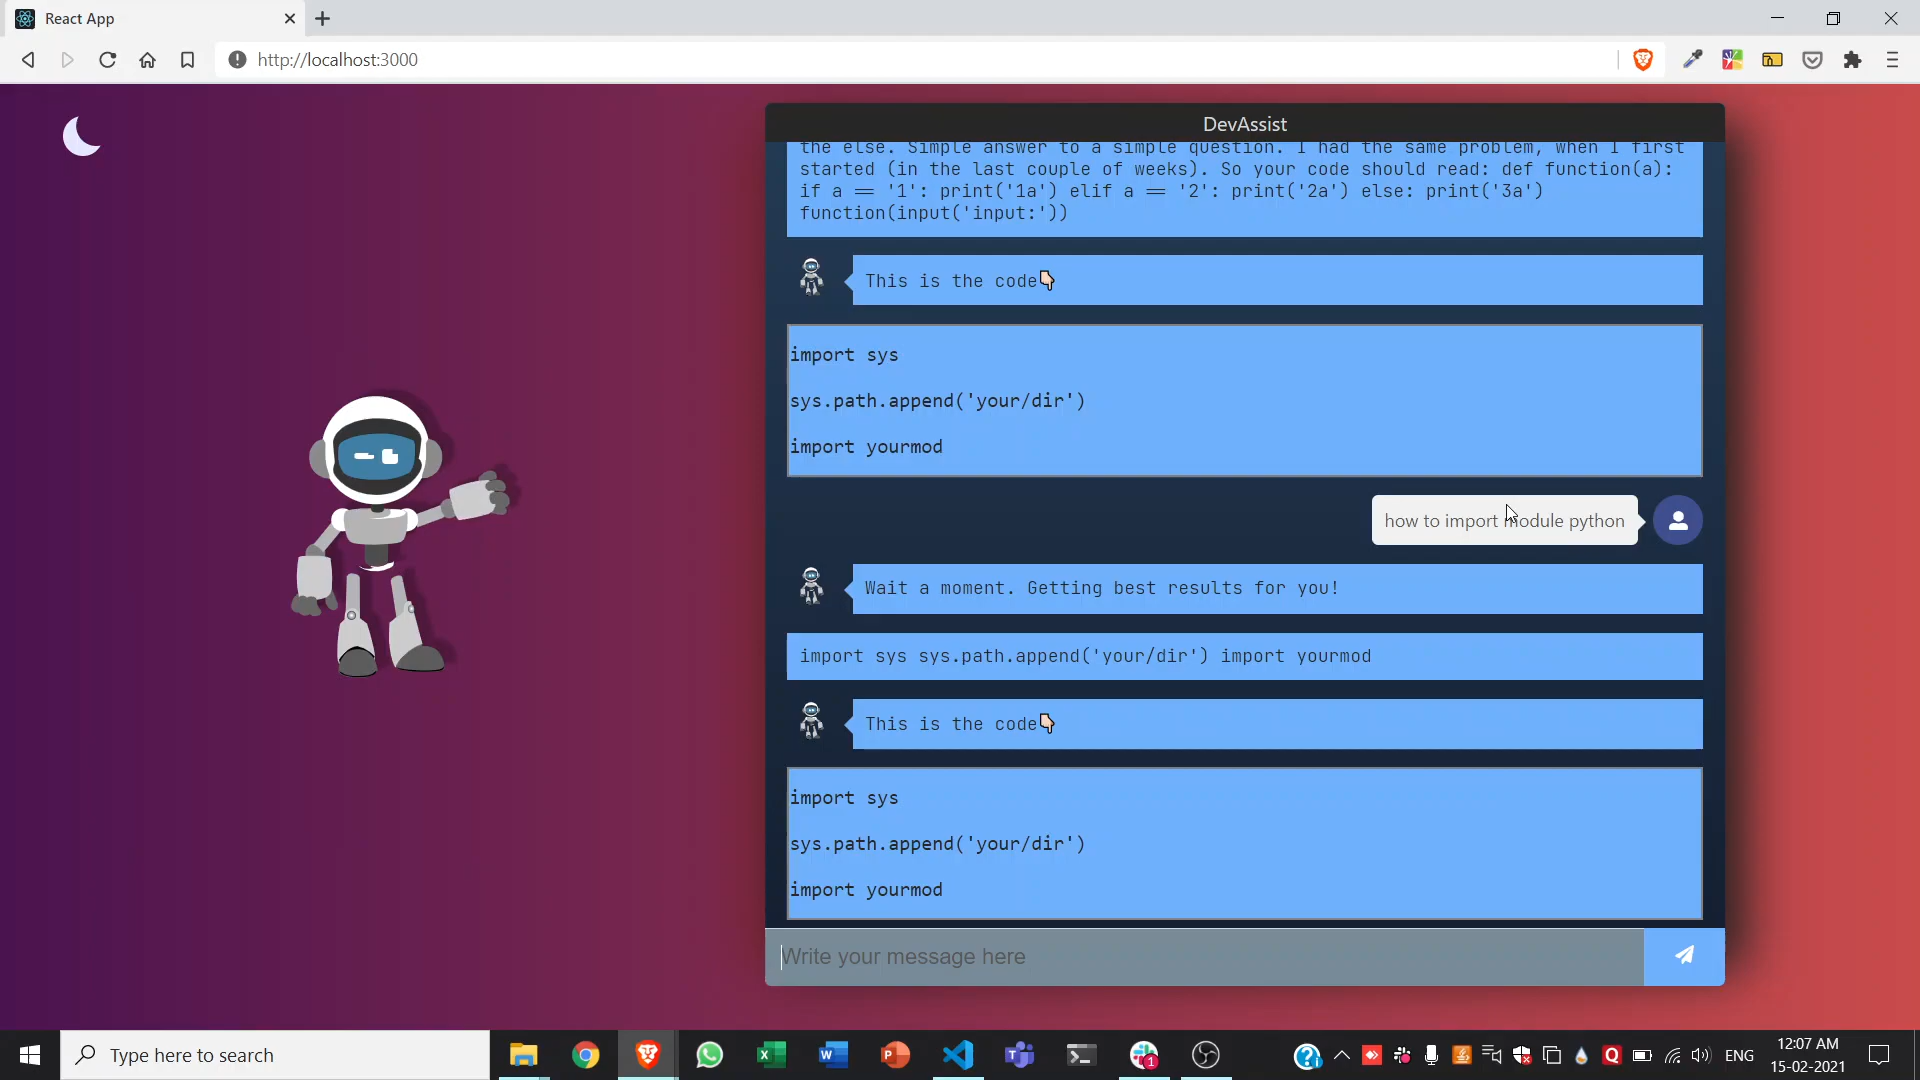 React App
http://localhost:3000
DevAssist
the else. Simple answer to a simple question. I had the same problem, when I first
started (in the last couple of weeks). So your code should read: def function(a):
if a == '1': print('1a') elif a == '2': print('2a') else: print('3a')
function(input('input:'))
This is the code👇🏻
import sys
sys.path.append('your/dir')
import yourmod
how to import module python
Wait a moment. Getting best results for you!
import sys sys.path.append('your/dir') import yourmod
This is the code👇🏻
import sys
sys.path.append('your/dir')
import yourmod
Write your message here
Type here to search
ENG
12:07 AM
15-02-2021